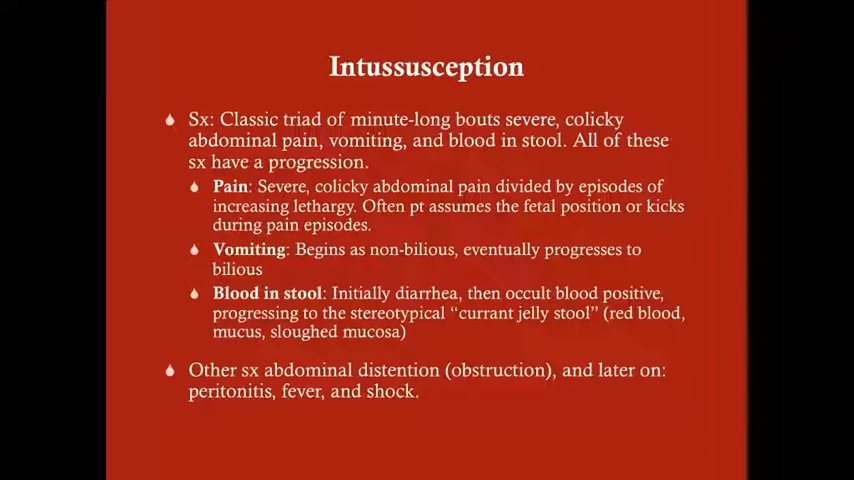 Intussusception
Sx: Classic triad of minute-long bouts severe, colicky
abdominal pain, vomiting, and blood in stool. All of these
sx have a progression.
Pain: Severe, colicky abdominal pain divided by episodes of
increasing lethargy. Often pt assumes the fetal position or kicks
during pain episodes.
Vomiting: Begins as non-bilious, eventually progresses to
bilious
Blood in stool: Initially diarrhea, then occult blood positive,
progressing to the stereotypical “currant jelly stool” (red blood,
mucus, sloughed mucosa)
Other sx abdominal distention (obstruction), and later on:
peritonitis, fever, and shock.